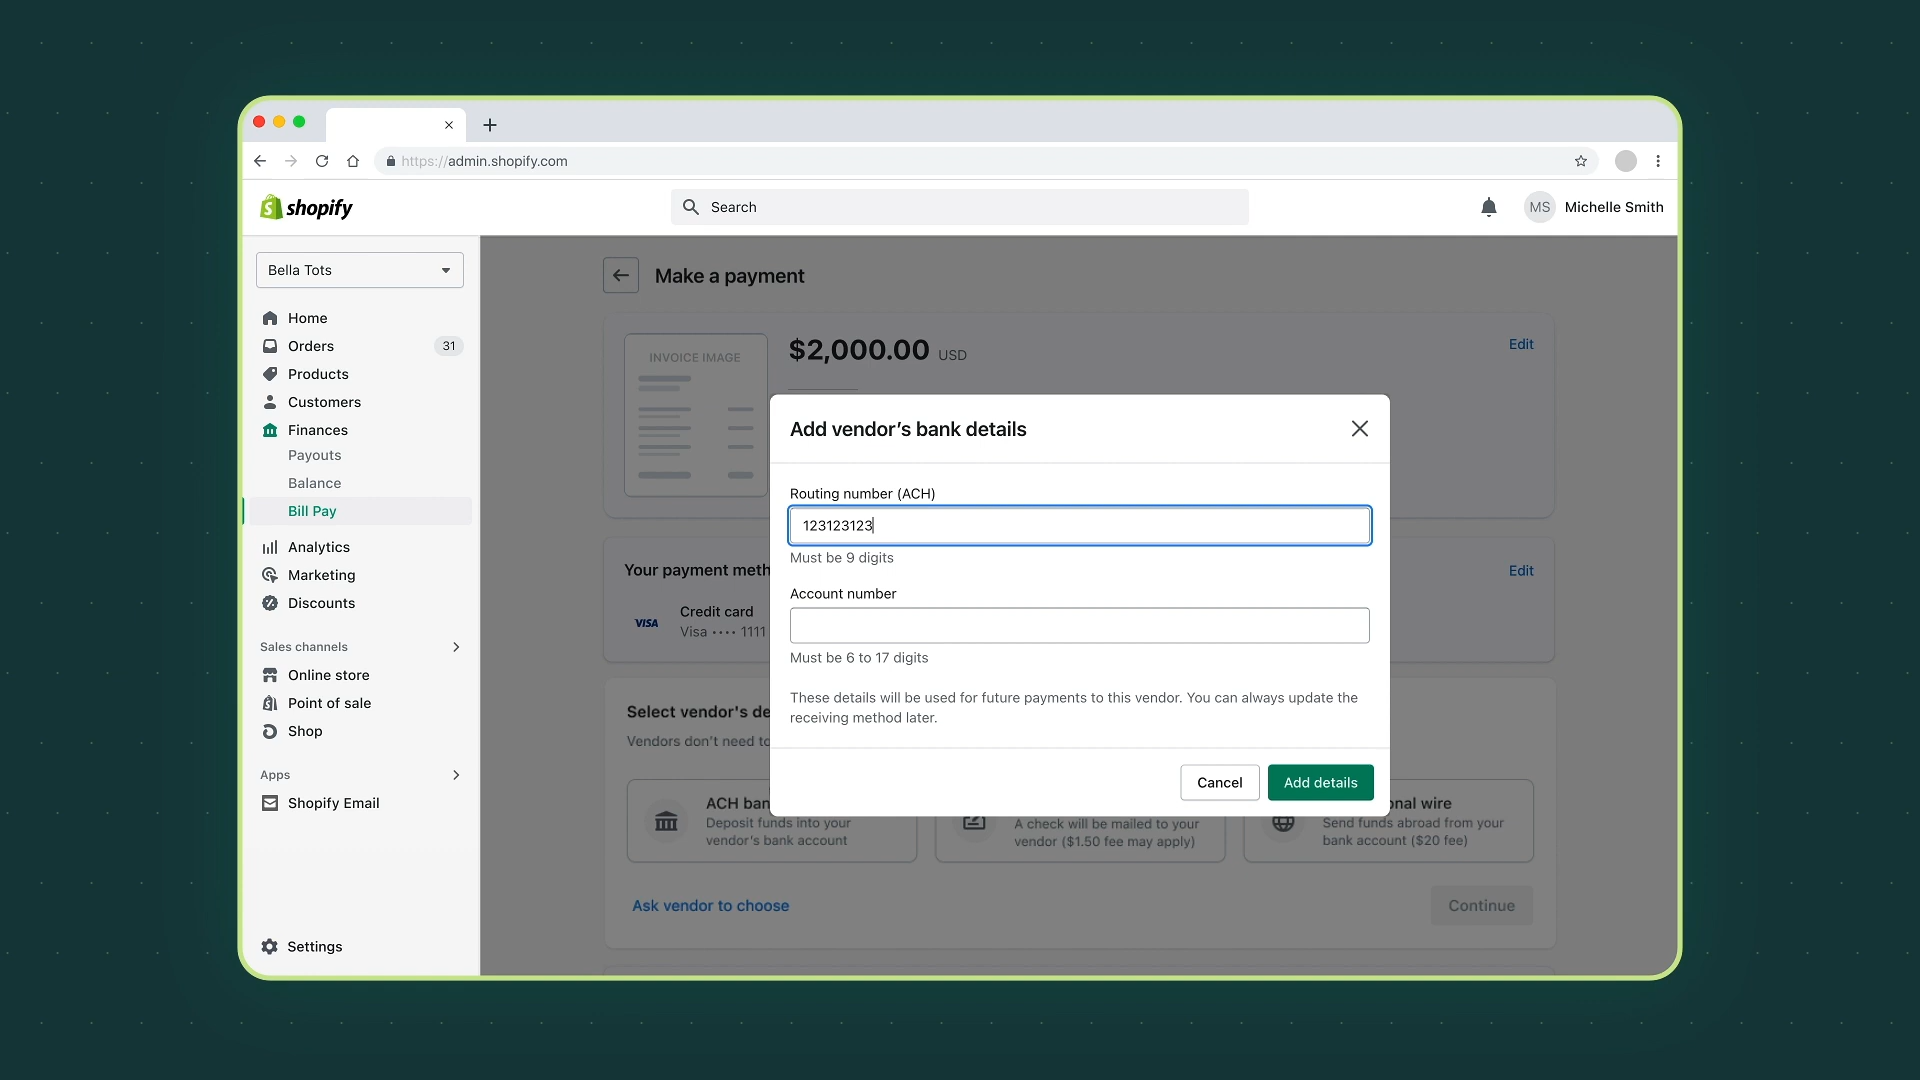 https://admin.shopify.com
shopify
Search
MS
Michelle Smith
Bella Tots
Home
Orders
31
Products
Customers
Finances
Payouts
Balance
Bill Pay
Analytics
Marketing
Discounts
Sales channels
Online store
Point of sale
Shop
Apps
Shopify Email
Settings
Make a payment
INVOICE IMAGE
$2,000.00 USD
Edit
Add vendor’s bank details
Routing number (ACH)
123123123
Must be 9 digits
Account number
Must be 6 to 17 digits
These details will be used for future payments to this vendor. You can always update the
receiving method later.
Cancel
Add details
Your payment meth
Edit
VISA
Credit card
Visa •••• 1111
Select vendor's de
Vendors don’t need to
ACH ban
Deposit funds into your
vendor’s bank account
A check will be mailed to your
vendor ($1.50 fee may apply)
onal wire
Send funds abroad from your
bank account ($20 fee)
Ask vendor to choose
Continue